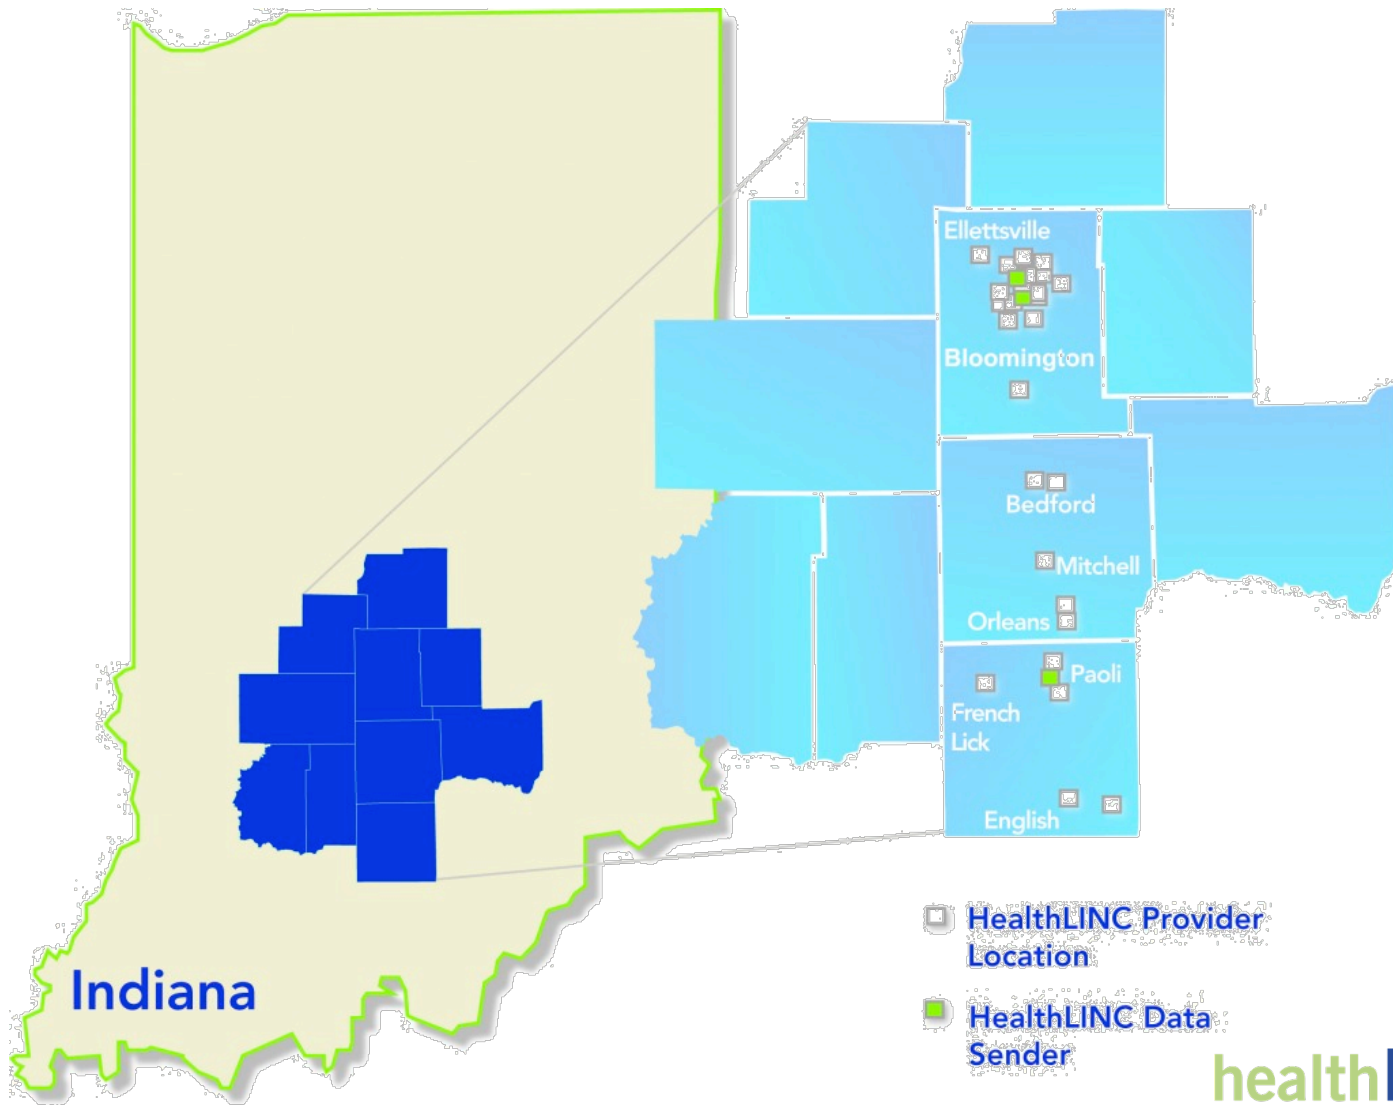 Ellettsville
Bloomington
Bedford
Mitchell
Orleans
Paoli
French
Lick
English
Indiana
HealthLINC Provider
Location
HealthLINC Data
Sender
health